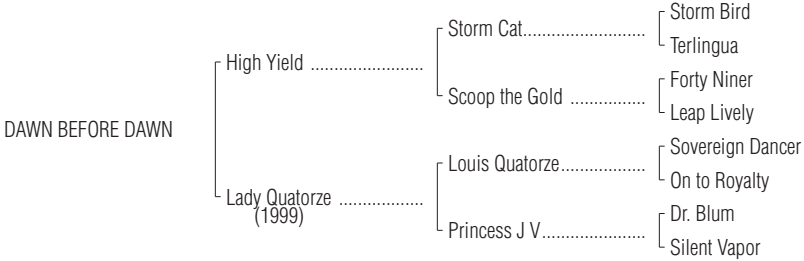 Storm Bird
Storm Cat..........................
Terlingua
High Yield ........................
Forty Niner
Scoop the Gold ................
Leap Lively
DAWN BEFORE DAWN
Sovereign Dancer
Louis Quatorze..................
On to Royalty
Lady Quatorze ..................
(1999)
Dr. Blum
Princess J V......................
Silent Vapor